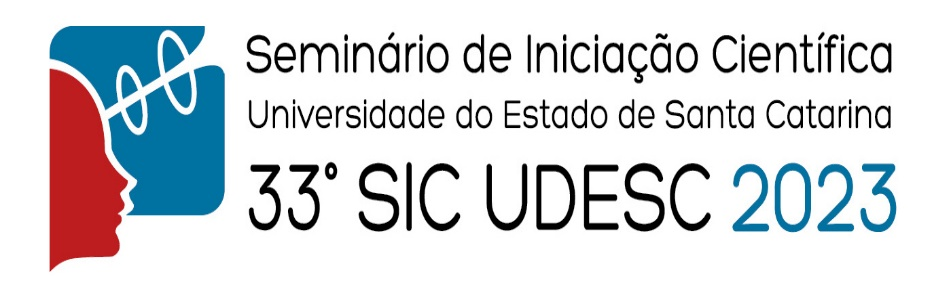 Seminário de Iniciação Científica
Universidade do Estado de Santa Catarina
33° SIC UDESC 2023